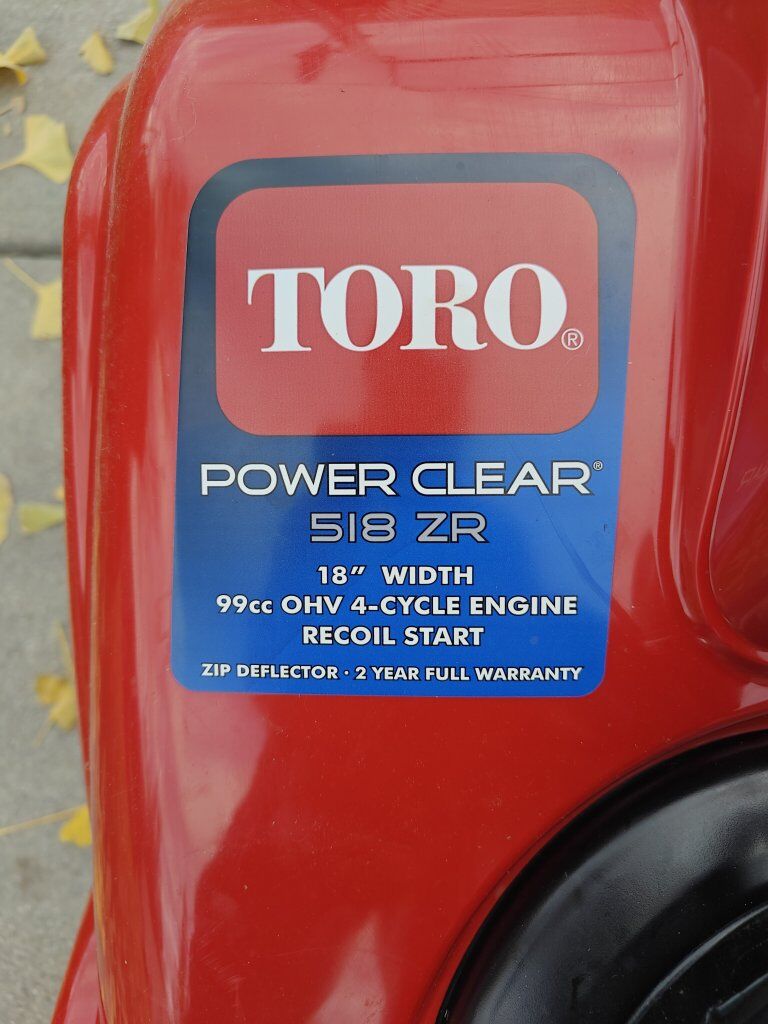 TORO®
POWER CLEAR®
518 ZR
18" WIDTH
99cc OHV 4-CYCLE ENGINE
RECOIL START
ZIP DEFLECTOR · 2 YEAR FULL WARRANTY